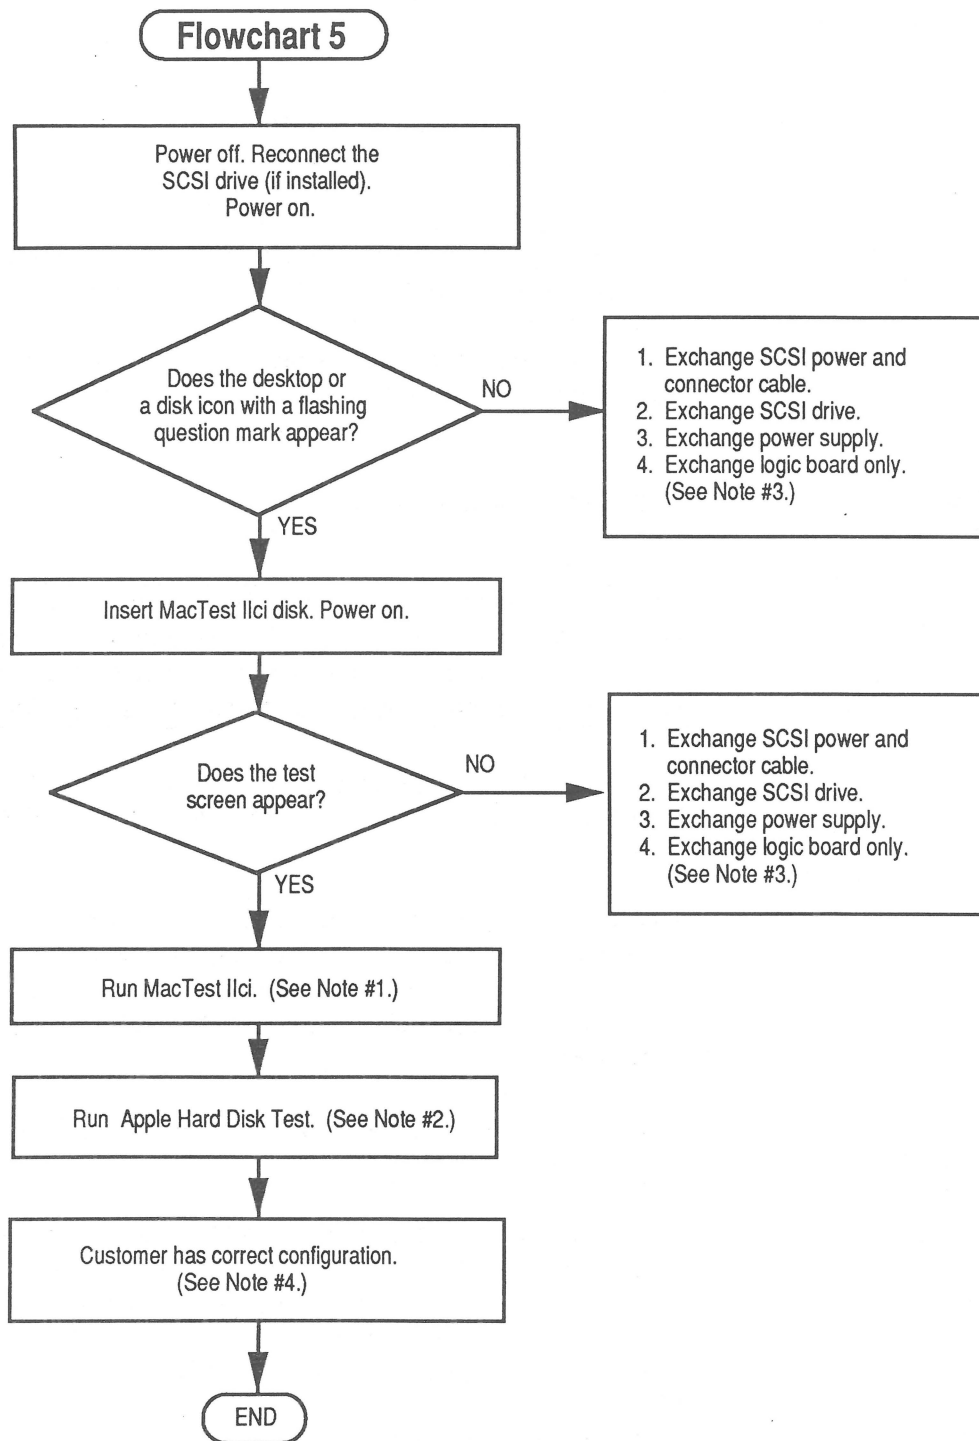 Flowchart 5
Power off. Reconnect the
SCSI drive (if installed).
Power on.
Does the desktop or
a disk icon with a flashing
question mark appear?
NO
1. Exchange SCSI power and
connector cable.
2. Exchange SCSI drive.
3. Exchange power supply.
4. Exchange logic board only.
(See Note #3.)
YES
Insert MacTest IIci disk. Power on.
Does the test
screen appear?
NO
1. Exchange SCSI power and
connector cable.
2. Exchange SCSI drive.
3. Exchange power supply.
4. Exchange logic board only.
(See Note #3.)
YES
Run MacTest IIci. (See Note #1.)
Run Apple Hard Disk Test. (See Note #2.)
Customer has correct configuration.
(See Note #4.)
END